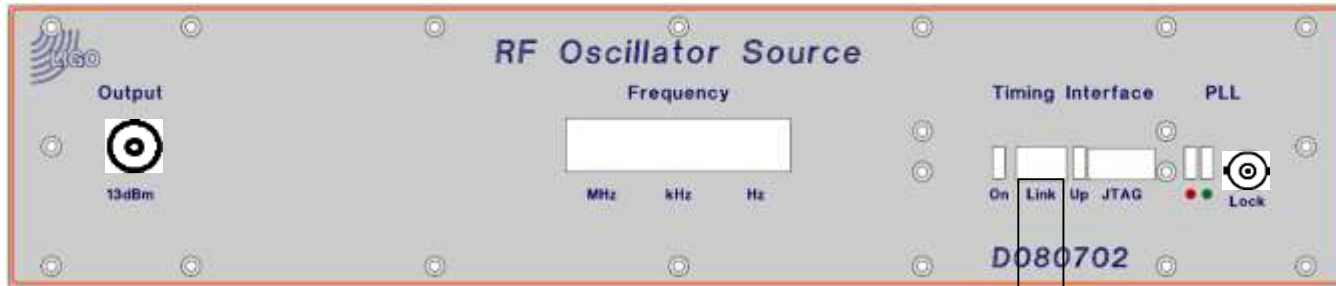 LIGO
RF Oscillator Source
Output
Frequency
Timing Interface
PLL
13dBm
MHz kHz Hz
On Link Up JTAG
Lock
D080702